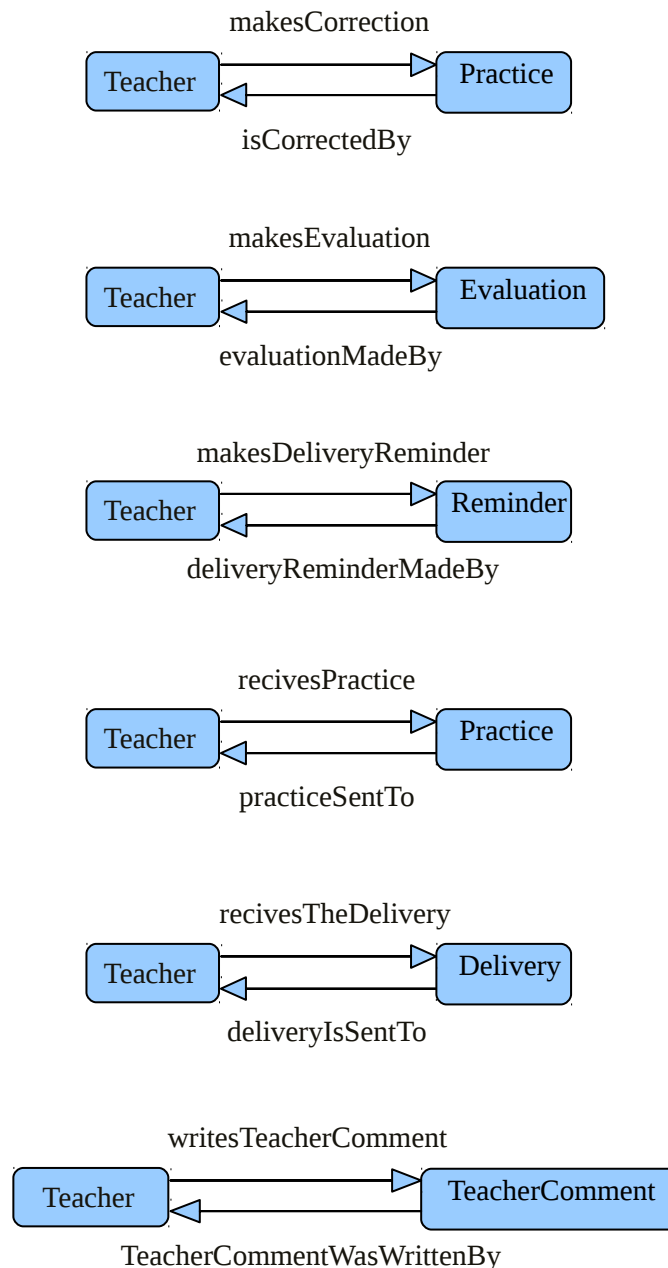 makesCorrection
Teacher
Practice
isCorrectedBy
makesEvaluation
Teacher
Evaluation
evaluationMadeBy
makesDeliveryReminder
Teacher
Reminder
deliveryReminderMadeBy
recivesPractice
Teacher
Practice
practiceSentTo
recivesTheDelivery
Teacher
Delivery
deliveryIsSentTo
writesTeacherComment
Teacher
TeacherComment
TeacherCommentWasWrittenBy